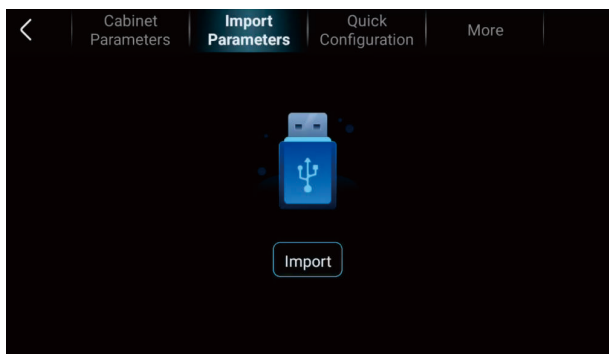 Cabinet
Parameters
Import
Parameters
Quick
Configuration
More
Import